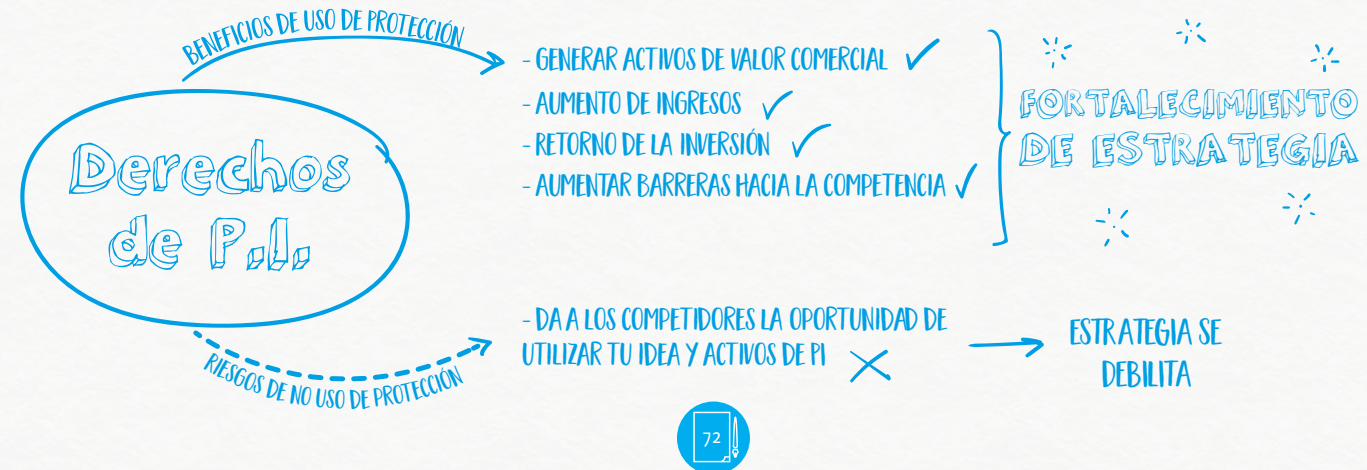 BENEFICIOS DE USO DE PROTECCIÓN
- GENERAR ACTIVOS DE VALOR COMERCIAL
- AUMENTO DE INGRESOS
- RETORNO DE LA INVERSIÓN
- AUMENTAR BARRERAS HACIA LA COMPETENCIA
FORTALECIMIENTO
DE ESTRATEGIA
Derechos
de P.I.
RIESGOS DE NO USO DE PROTECCIÓN
- DA A LOS COMPETIDORES LA OPORTUNIDAD DE
UTILIZAR TU IDEA Y ACTIVOS DE PI
ESTRATEGIA SE
DEBILITA
72